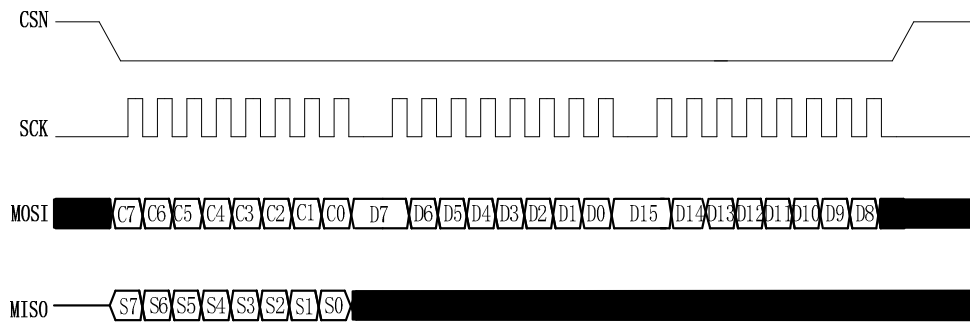 CSN
SCK
MOSI C7 C6 C5 C4 C3 C2 C1 C0 D7 D6 D5 D4 D3 D2 D1 D0 D15 D14 D13 D12 D11 D10 D9 D8
MISO S7 S6 S5 S4 S3 S2 S1 S0